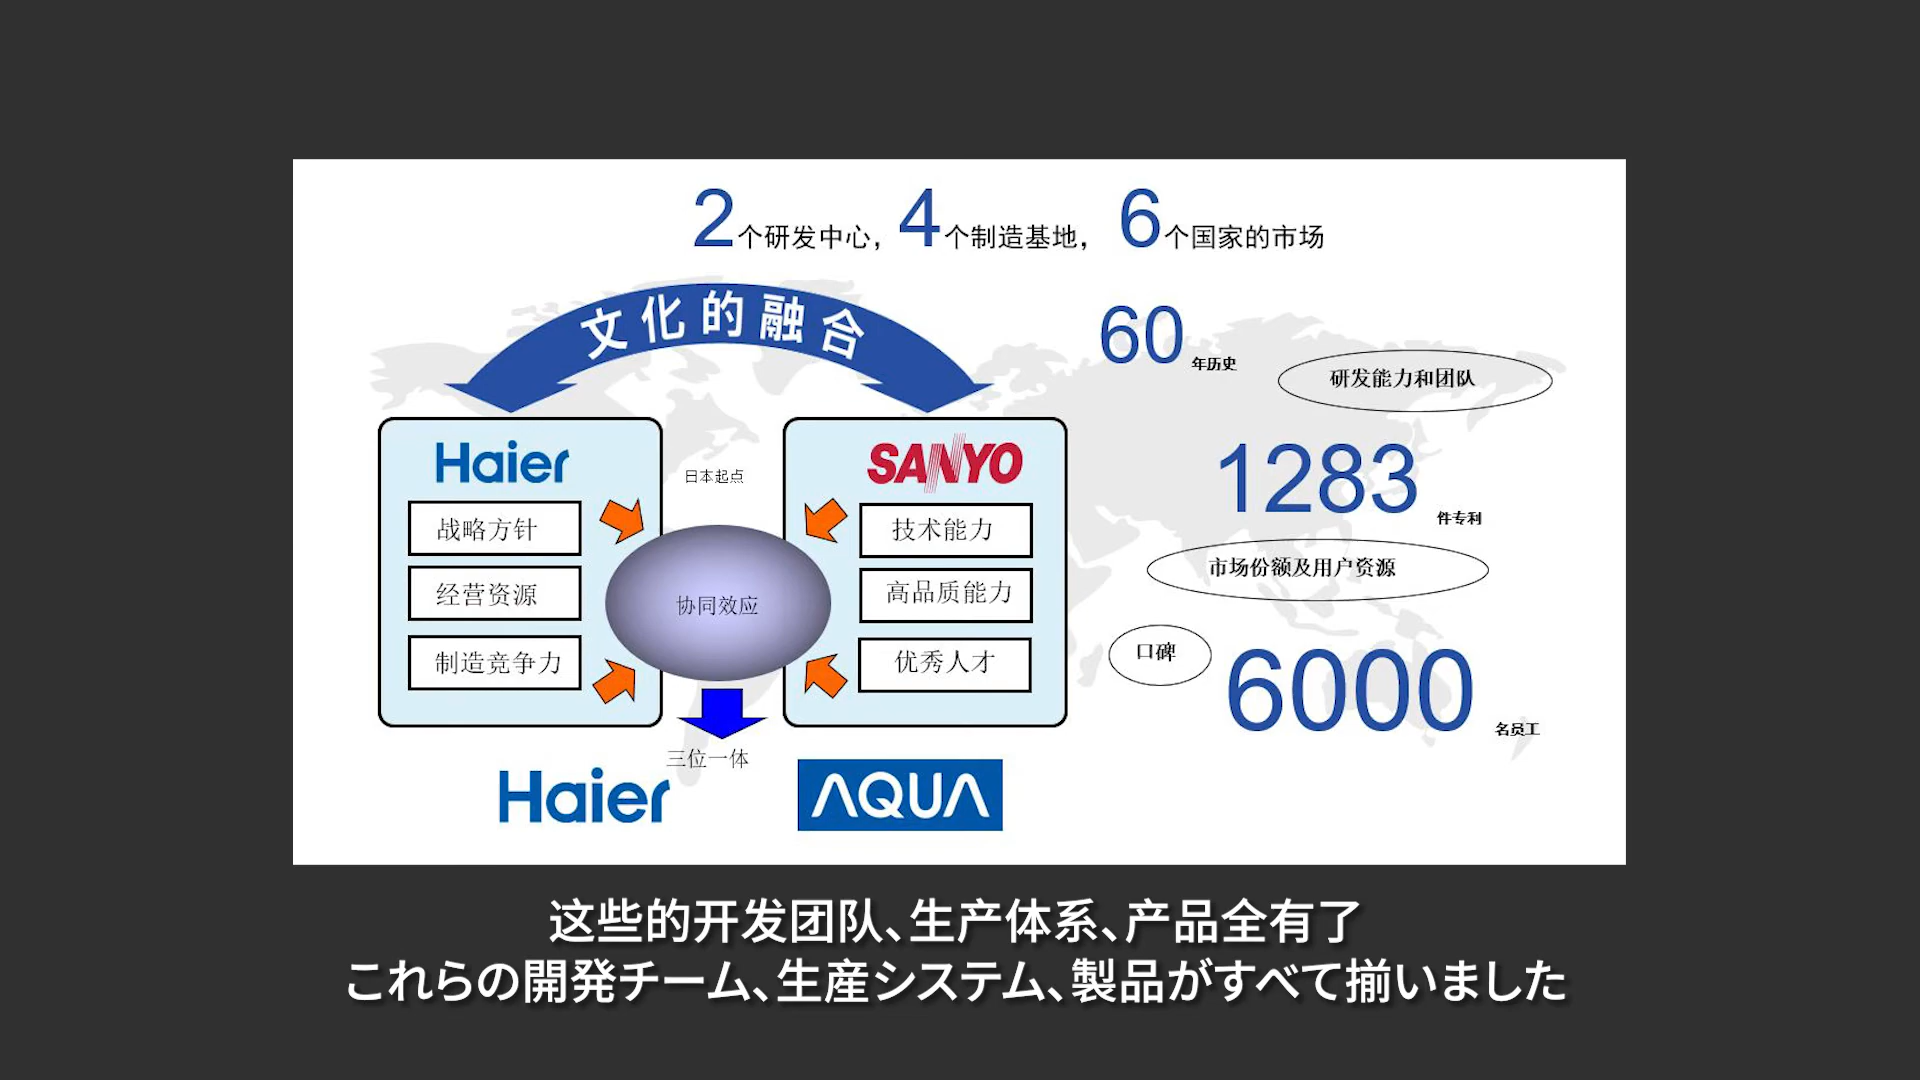 2个研发中心，4个制造基地， 6个国家的市场
文化的融合
60年历史
研发能力和团队
Haier
战略方针
经营资源
制造竞争力
日本起点
协同效应
三位一体
SANYO
技术能力
高品质能力
优秀人才
1283件专利
市场份额及用户资源
口碑
6000名员工
Haier
AQUA
这些的开发团队、生产体系、产品全有了
これらの開発チーム、生産システム、製品がすべて揃いました